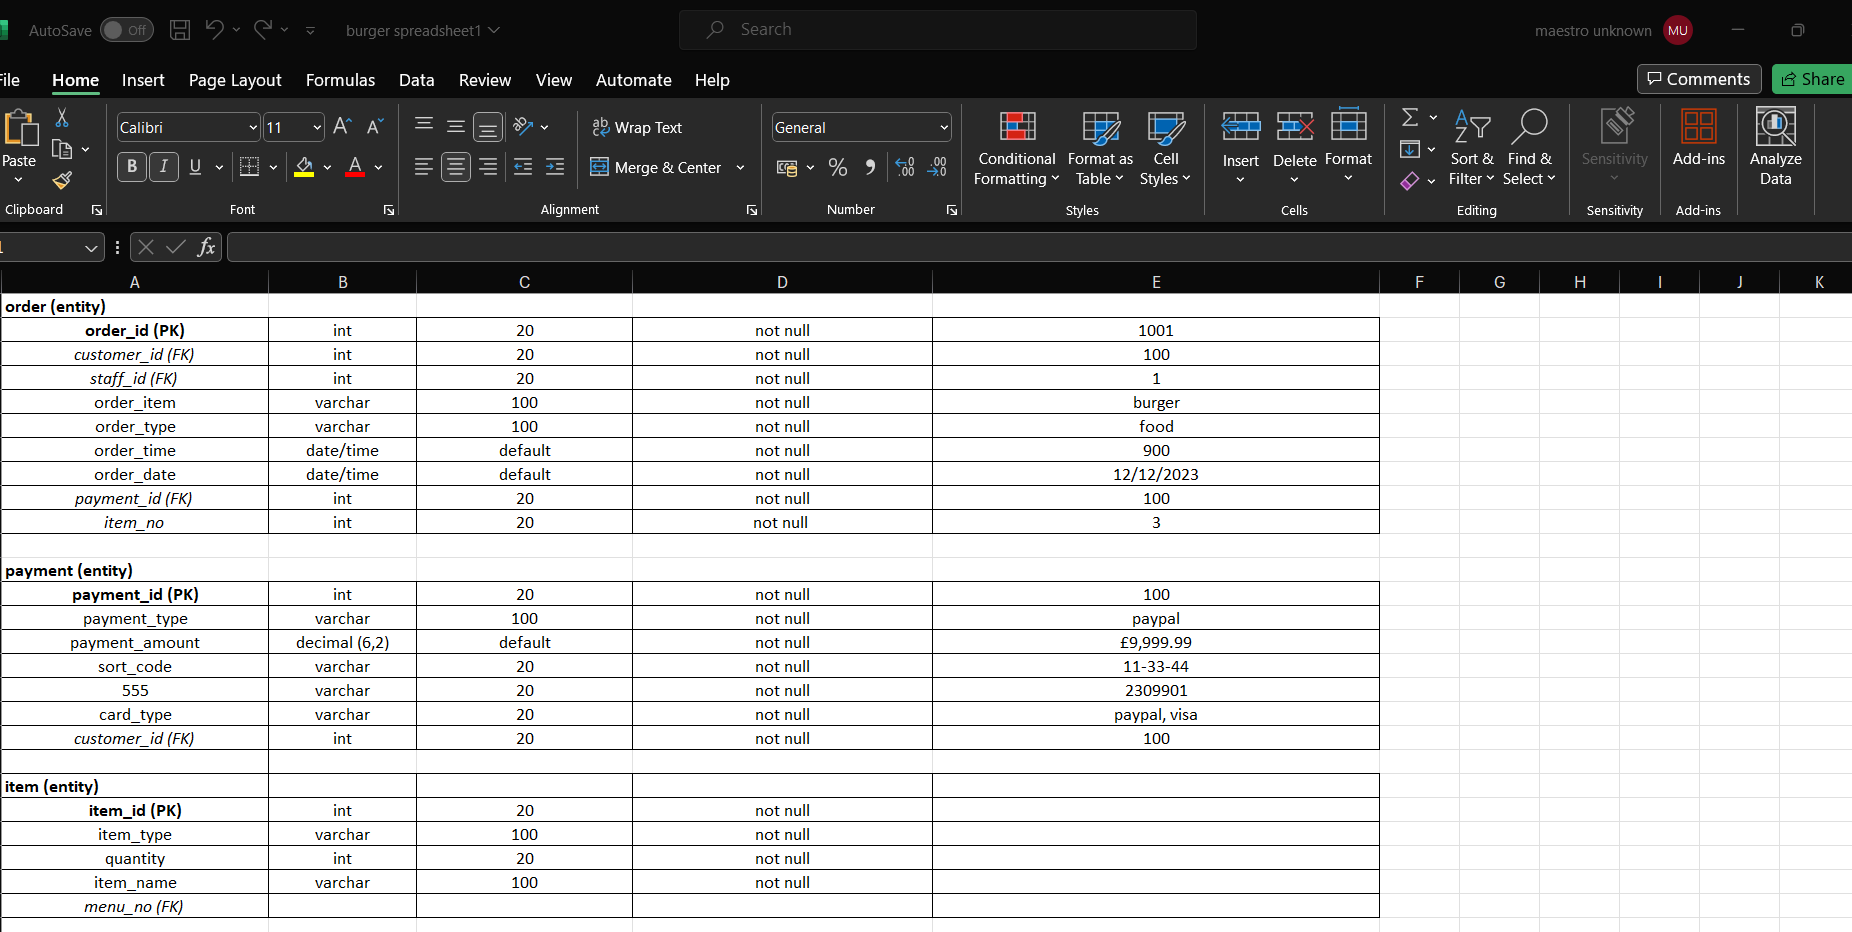 AutoSave Off burger spreadsheet1 Search maestro unknown MU
File Home Insert Page Layout Formulas Data Review View Automate Help Comments Share
Calibri 11 Wrap Text General
Paste B I U Merge & Center % Conditional Formatting Format as Table Cell Styles Insert Delete Format Sort & Filter Find & Select Sensitivity Add-ins Analyze Data
Clipboard Font Alignment Number Styles Cells Editing Sensitivity Add-ins
fx
A B C D E F G H I J K
order (entity)
order_id (PK) int 20 not null 1001
customer_id (FK) int 20 not null 100
staff_id (FK) int 20 not null 1
order_item varchar 100 not null burger
order_type varchar 100 not null food
order_time date/time default not null 900
order_date date/time default not null 12/12/2023
payment_id (FK) int 20 not null 100
item_no int 20 not null 3
payment (entity)
payment_id (PK) int 20 not null 100
payment_type varchar 100 not null paypal
payment_amount decimal (6,2) default not null £9,999.99
sort_code varchar 20 not null 11-33-44
555 varchar 20 not null 2309901
card_type varchar 20 not null paypal, visa
customer_id (FK) int 20 not null 100
item (entity)
item_id (PK) int 20 not null
item_type varchar 100 not null
quantity int 20 not null
item_name varchar 100 not null
menu_no (FK)